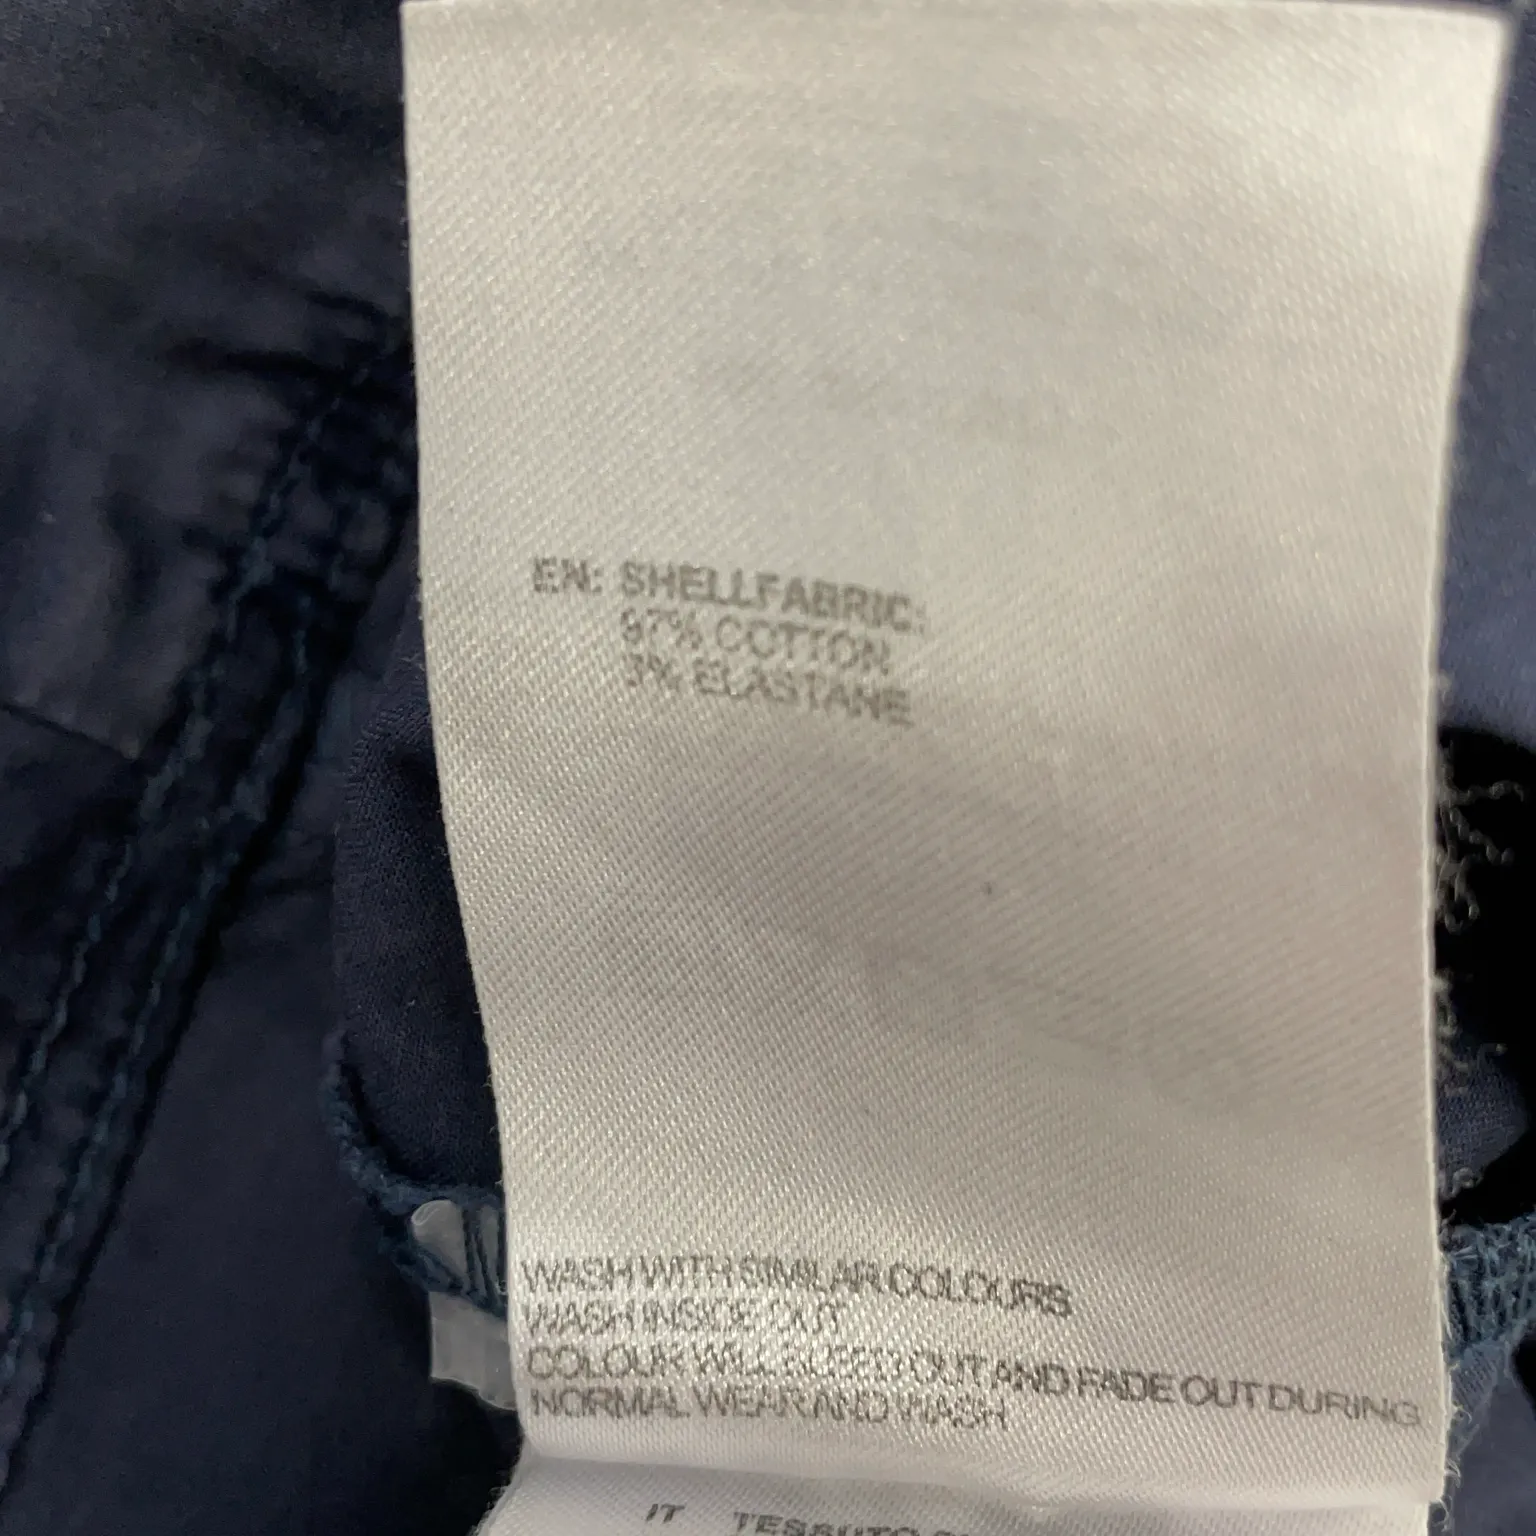 EN: SHELLFABRIC:
97% COTTON
3% ELASTANE
WASH WITH SIMILAR COLOURS
WASH INSIDE OUT
COLOUR WILL BLEED OUT AND FADE OUT DURING
NORMAL WEAR AND WASH
IT TESSUTO